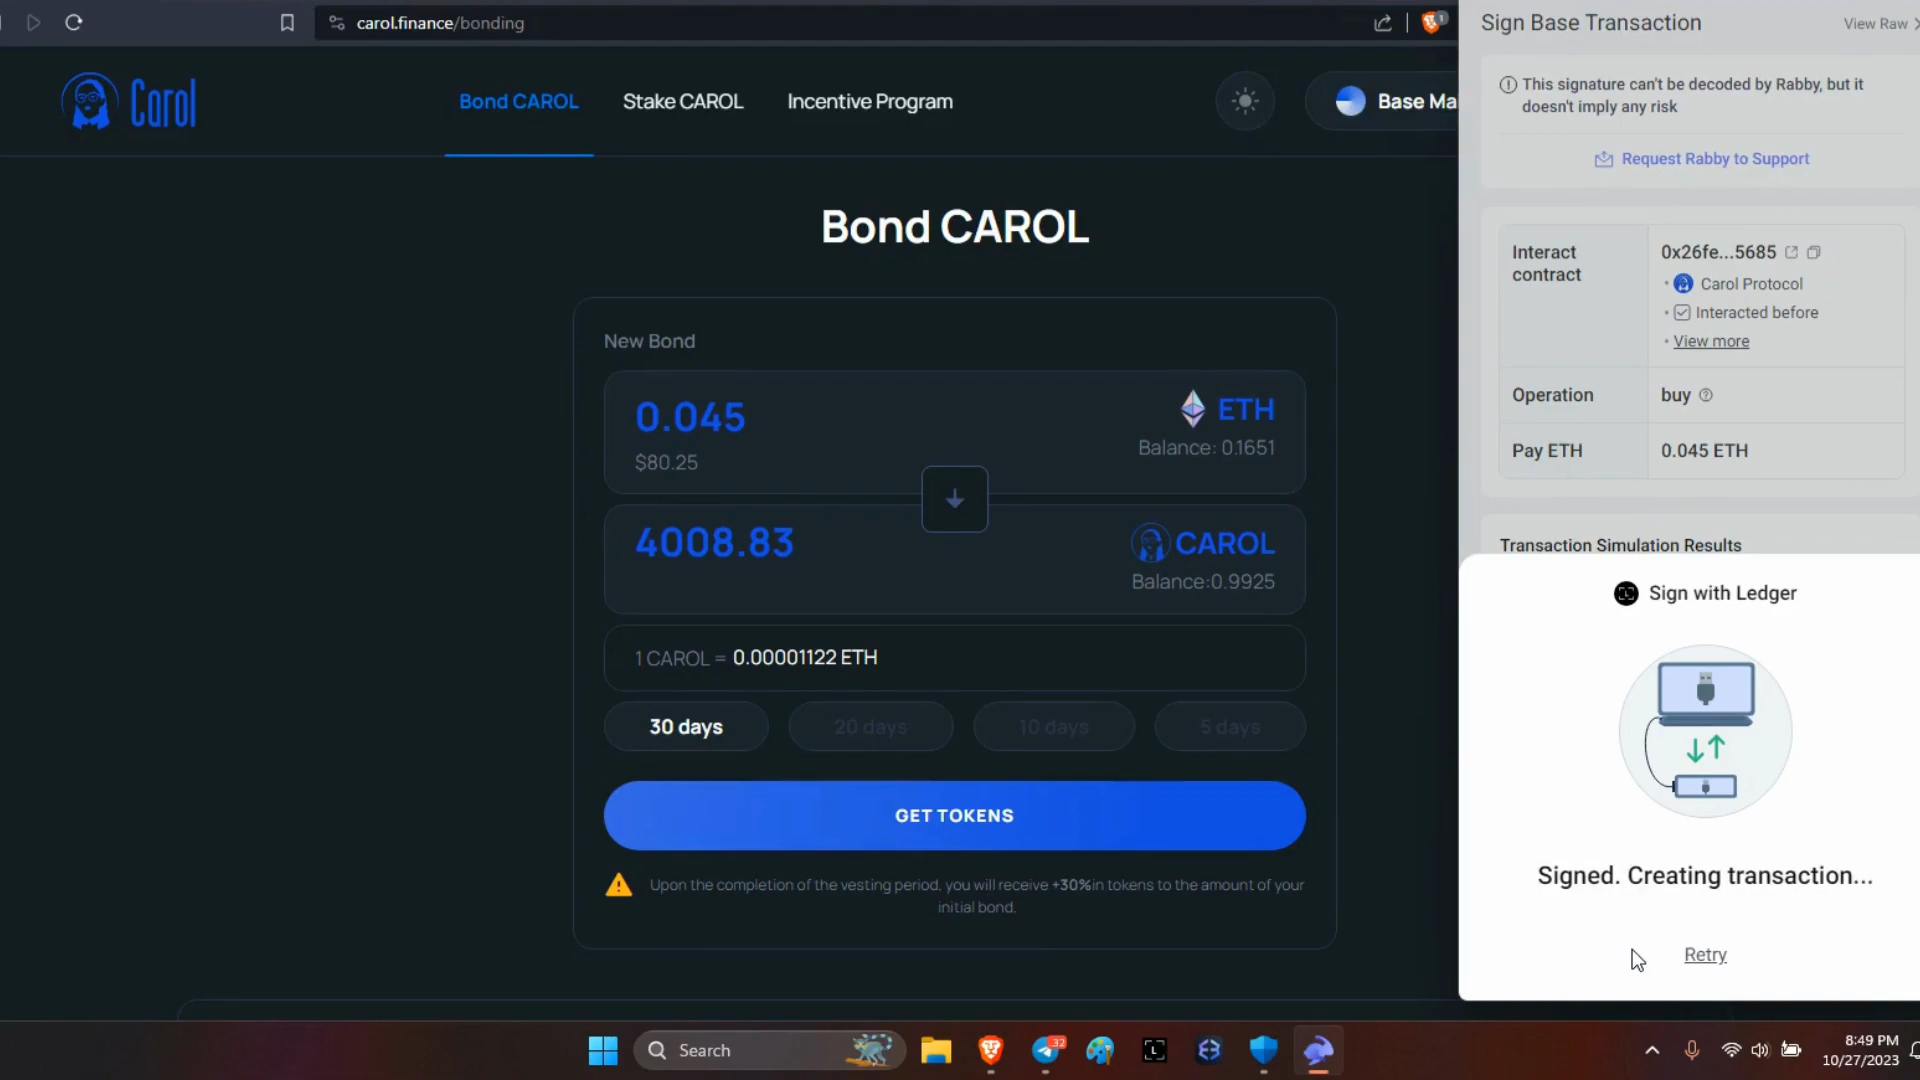 carol.finance/bonding
1
Sign Base Transaction
View Raw
Carol
Bond CAROL
Stake CAROL
Incentive Program
Base Ma
This signature can't be decoded by Rabby, but it
doesn't imply any risk
Request Rabby to Support
Bond CAROL
Interact
contract
0x26fe...5685
Carol Protocol
Interacted before
View more
Operation
buy
Pay ETH
0.045 ETH
New Bond
0.045
$80.25
ETH
Balance: 0.1651
4008.83
CAROL
Balance:0.9925
1 CAROL = 0.00001122 ETH
30 days
20 days
10 days
5 days
GET TOKENS
Upon the completion of the vesting period, you will receive +30%in tokens to the amount of your
initial bond.
Transaction Simulation Results
Sign with Ledger
Signed. Creating transaction...
Retry
Search
32
8:49 PM
10/27/2023